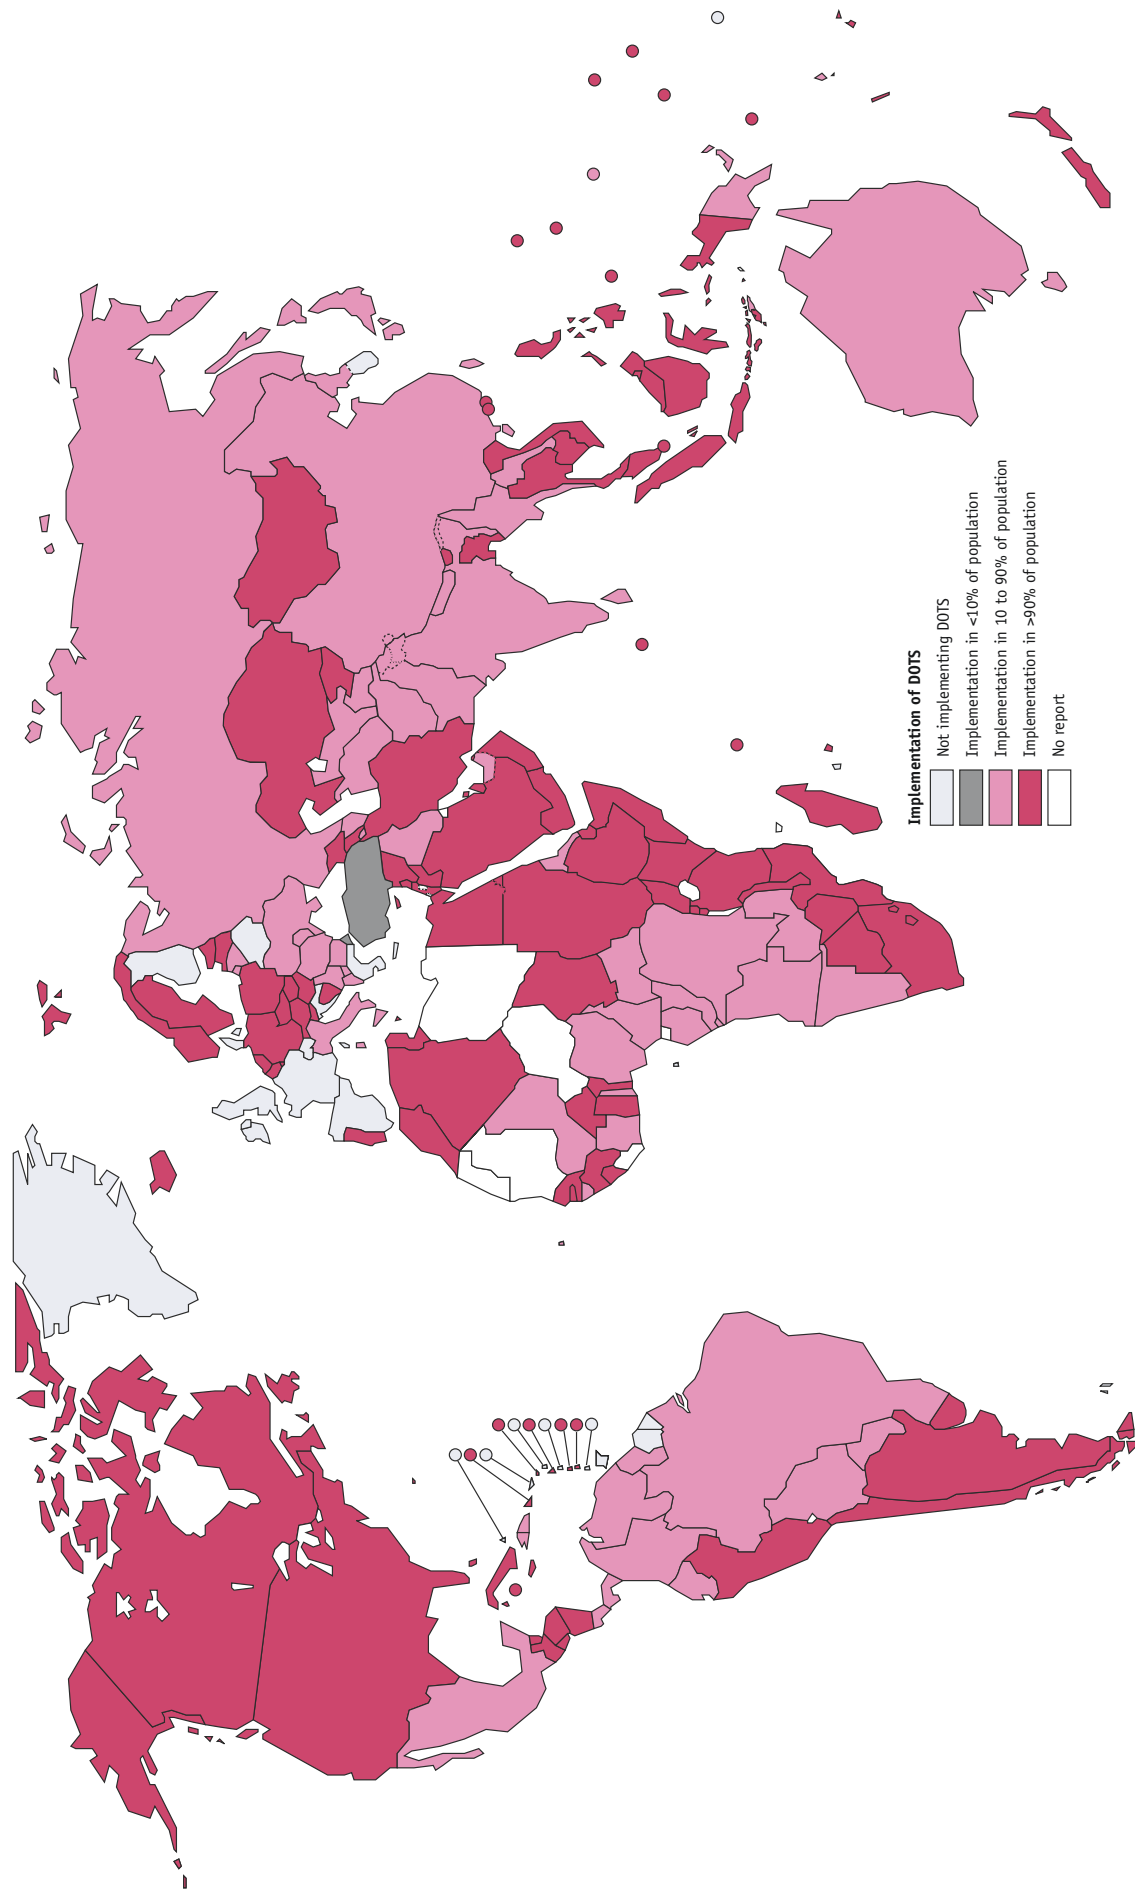 Implementation of DOTS
Not implementing DOTS
Implementation in <10% of population
Implementation in 10 to 90% of population
Implementation in >90% of population
No report